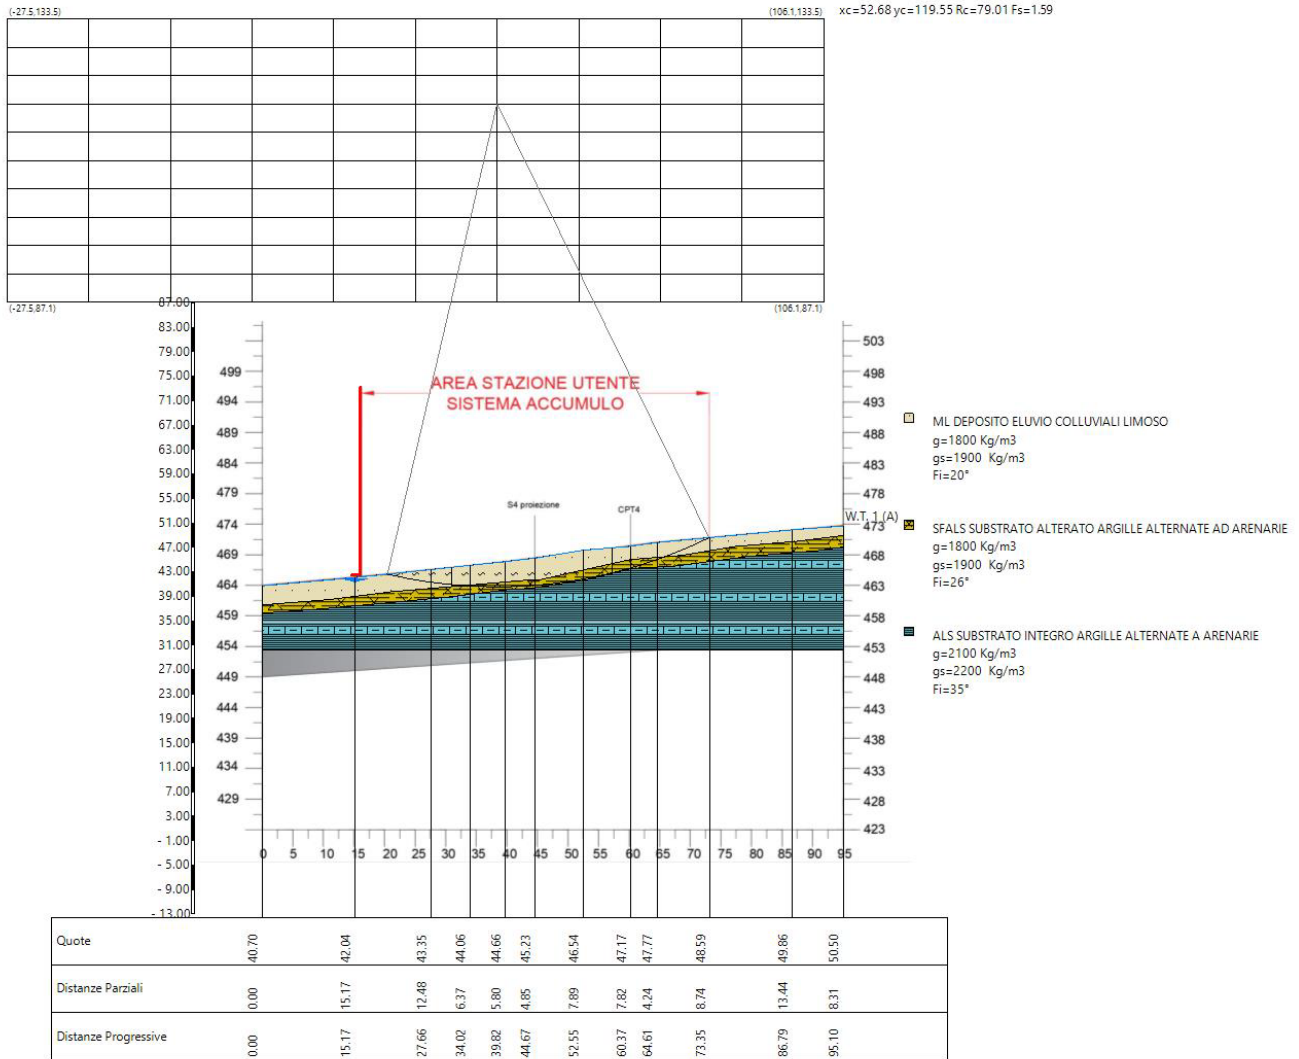 (-27.5,133.5)
(106.1,133.5)
xc=52.68 yc=119.55 Rc=79.01 Fs=1.59
(-27.5,87.1)
(106.1,87.1)
87.00
83.00
79.00
75.00
71.00
67.00
63.00
59.00
55.00
51.00
47.00
43.00
39.00
35.00
31.00
27.00
23.00
19.00
15.00
11.00
7.00
3.00
- 1.00
- 5.00
- 9.00
- 13.00
499
494
489
484
479
474
469
464
459
454
449
444
439
434
429
AREA STAZIONE UTENTE
SISTEMA ACCUMULO
S4 proiezione
CPT4
503
498
493
488
483
478
473
468
463
458
453
448
443
438
433
428
423
W.T. 1 (A)
0 5 10 15 20 25 30 35 40 45 50 55 60 65 70 75 80 85 90 95
ML DEPOSITO ELUVIO COLLUVIALI LIMOSO
g=1800 Kg/m3
gs=1900 Kg/m3
Fi=20°
SFALS SUBSTRATO ALTERATO ARGILLE ALTERNATE AD ARENARIE
g=1800 Kg/m3
gs=1900 Kg/m3
Fi=26°
ALS SUBSTRATO INTEGRO ARGILLE ALTERNATE A ARENARIE
g=2100 Kg/m3
gs=2200 Kg/m3
Fi=35°
Quote 40.70 42.04 43.35 44.06 44.66 45.23 46.54 47.17 47.77 48.59 49.86 50.50
Distanze Parziali 0.00 15.17 12.48 6.37 5.80 4.85 7.89 7.82 4.24 8.74 13.44 8.31
Distanze Progressive 0.00 15.17 27.66 34.02 39.82 44.67 52.55 60.37 64.61 73.35 86.79 95.10